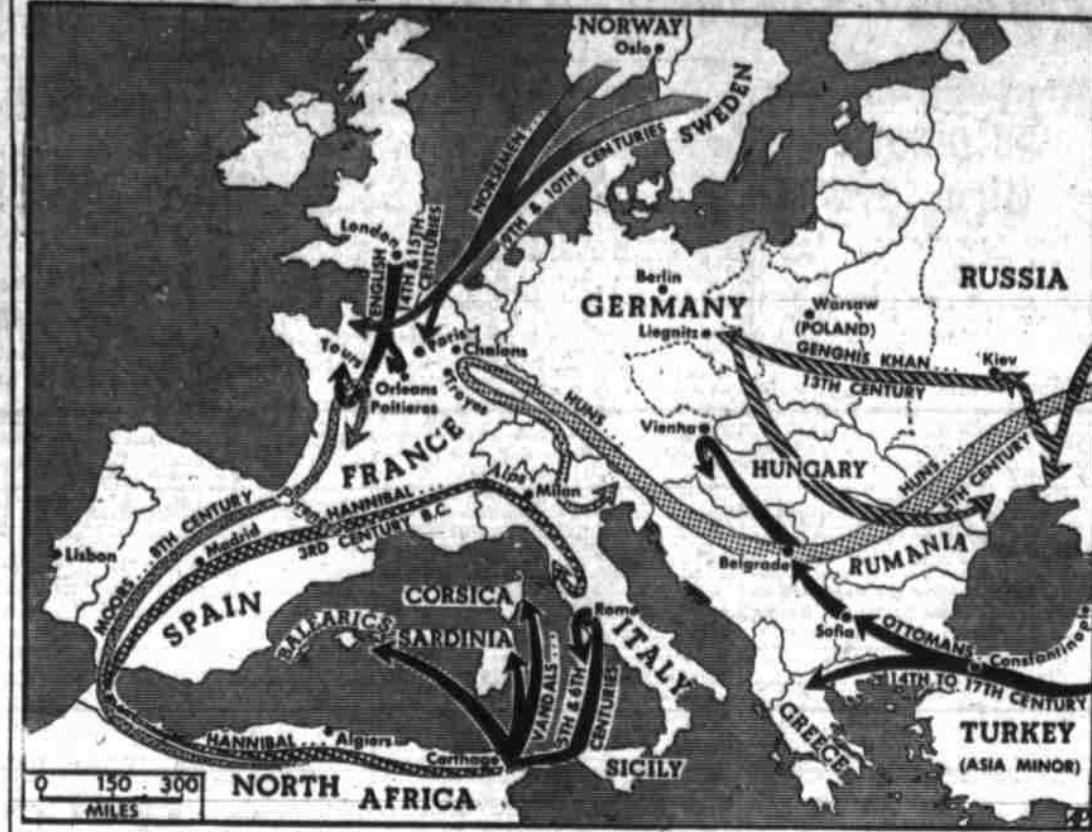 NORWAY
Oslo
SWEDEN
NORSEMEN...
9TH & 10TH CENTURIES
London
ENGLISH
14TH & 15TH
CENTURIES
RUSSIA
Berlin
GERMANY
Warsaw
(POLAND)
Liegnitz
GENGHIS KHAN...
13TH CENTURY
Kiev
Paris
Chalons
Troyes
Tours
Orleans
Poitieres
FRANCE
HUNS...
Vienna
HUNGARY
HUNS...
5TH CENTURY
Alps
Milan
HANNIBAL...
3RD CENTURY B.C.
MOORS...
8TH CENTURY
Madrid
Lisbon
SPAIN
Belgrade
RUMANIA
CORSICA
BALEARICS
SARDINIA
Rome
ITALY
VANDALS...
5TH & 6TH
CENTURIES
Sofia
OTTOMANS
14TH TO 17TH CENTURY
GREECE
TURKEY
(ASIA MINOR)
HANNIBAL...
Algiers
Carthage
SICILY
NORTH AFRICA
0 150 300
MILES